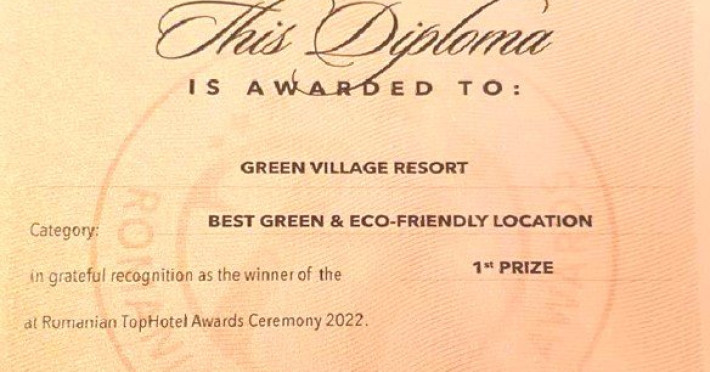 This Diploma
IS AWARDED TO:
GREEN VILLAGE RESORT
Category: BEST GREEN & ECO-FRIENDLY LOCATION
in grateful recognition as the winner of the 1st PRIZE
at Romanian TopHotel Awards Ceremony 2022.